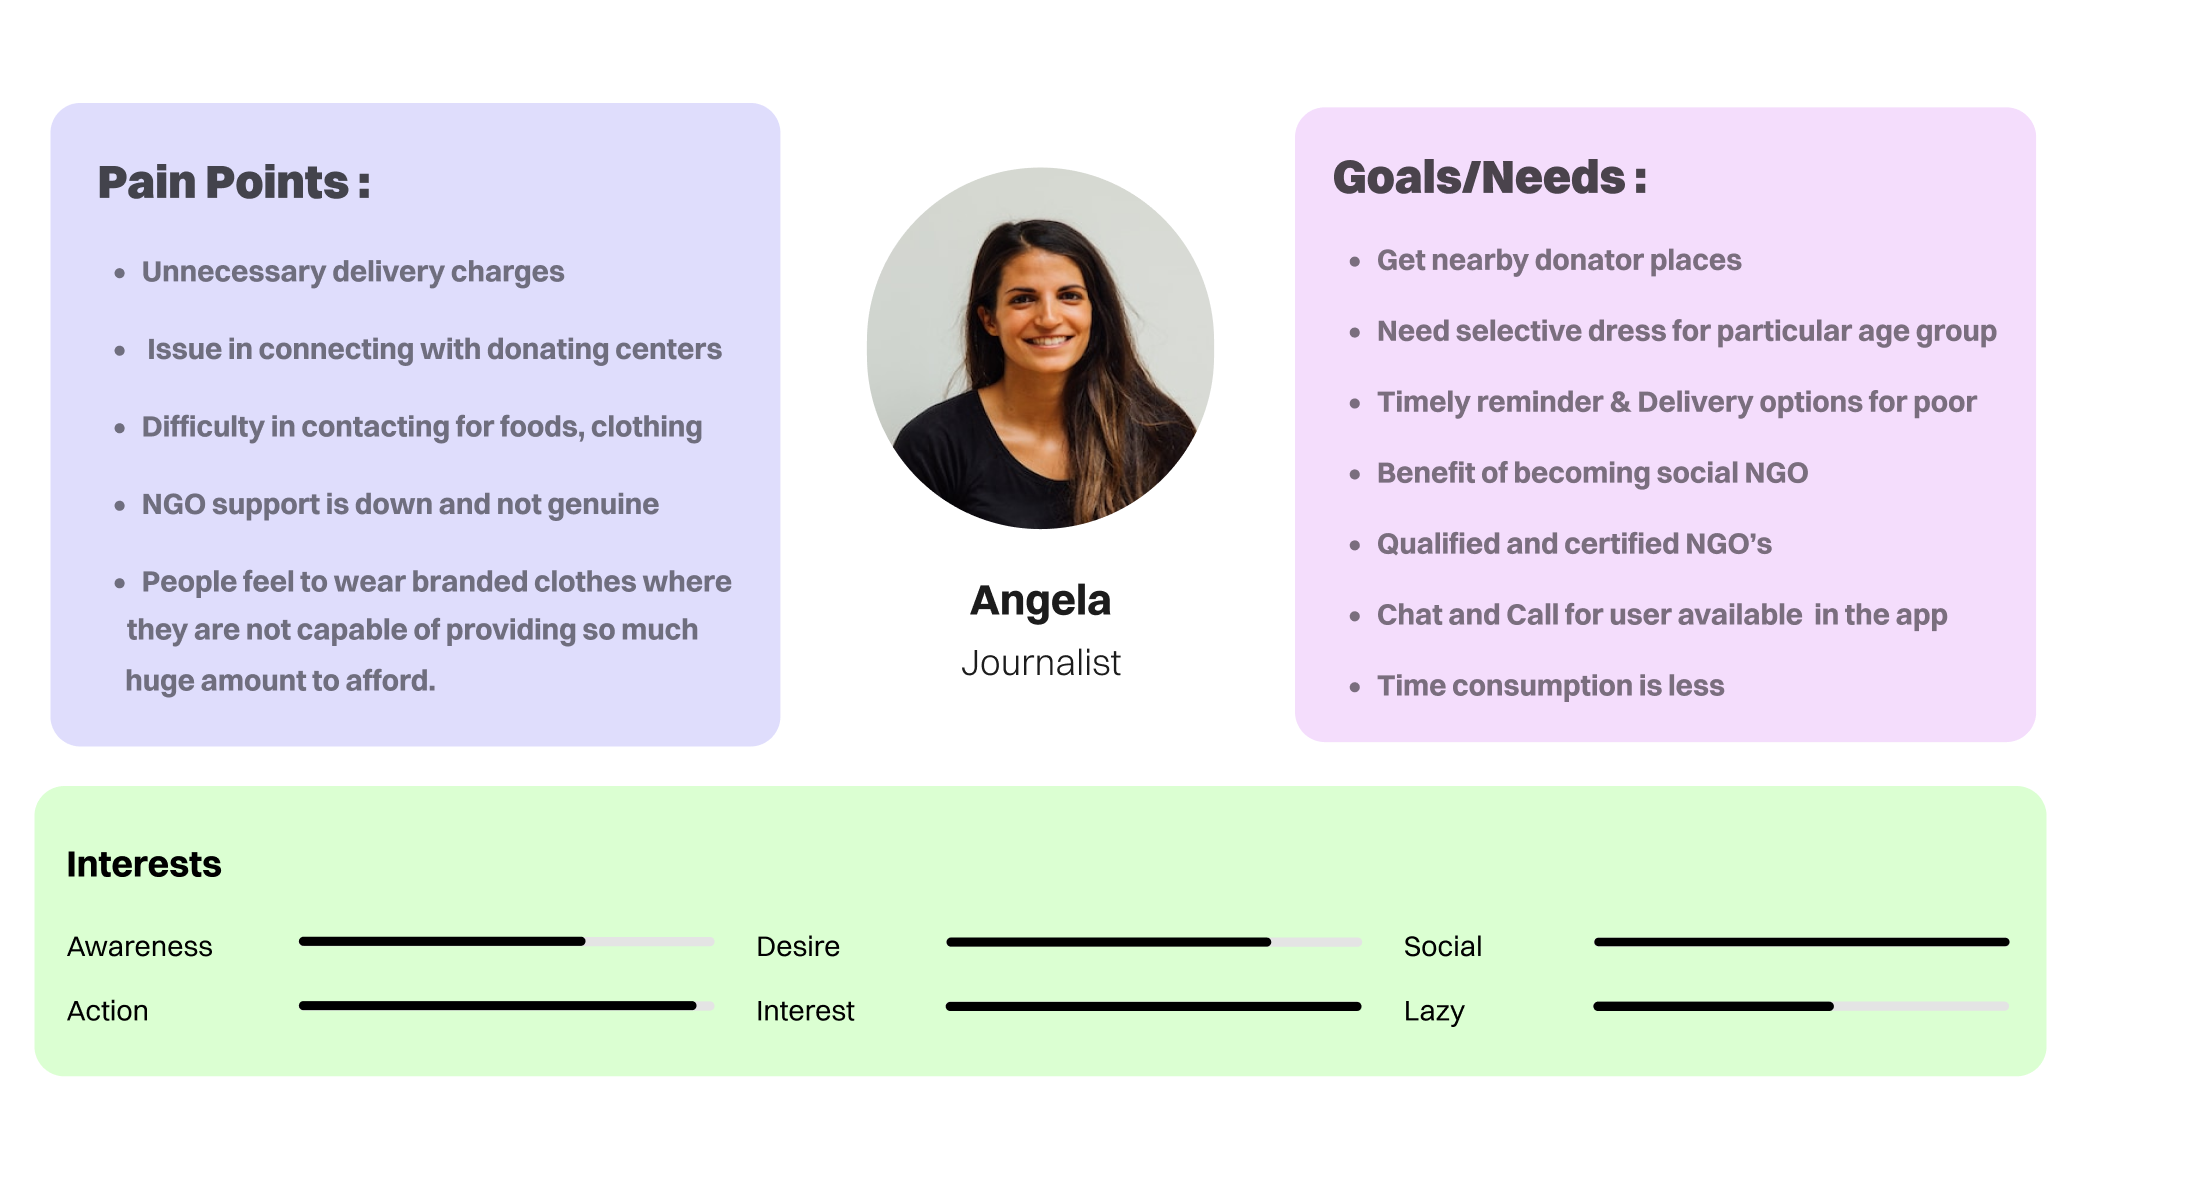 Pain Points :
• Unnecessary delivery charges
• Issue in connecting with donating centers
• Difficulty in contacting for foods, clothing
• NGO support is down and not genuine
• People feel to wear branded clothes where
they are not capable of providing so much
huge amount to afford.
Angela
Journalist
Goals/Needs :
• Get nearby donator places
• Need selective dress for particular age group
• Timely reminder & Delivery options for poor
• Benefit of becoming social NGO
• Qualified and certified NGO’s
• Chat and Call for user available  in the app
• Time consumption is less
Interests
Awareness
Desire
Social
Action
Interest
Lazy